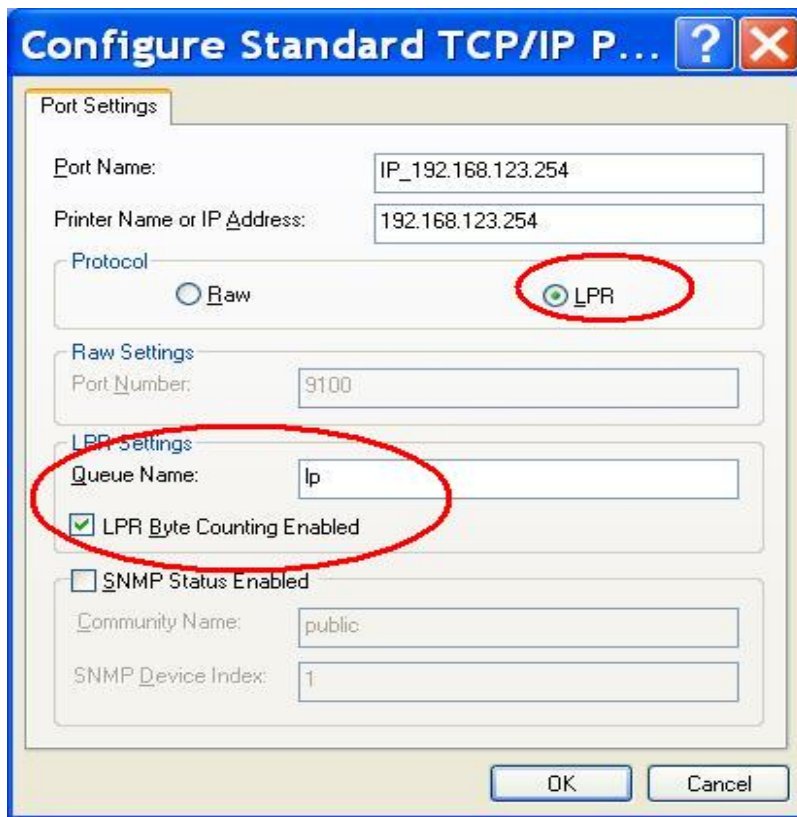 Configure Standard TCP/IP P...
Port Settings
Port Name: IP_192.168.123.254
Printer Name or IP Address: 192.168.123.254
Protocol
Raw LPR
Raw Settings
Port Number: 9100
LPR Settings
Queue Name: lp
LPR Byte Counting Enabled
SNMP Status Enabled
Community Name: public
SNMP Device Index: 1
OK Cancel